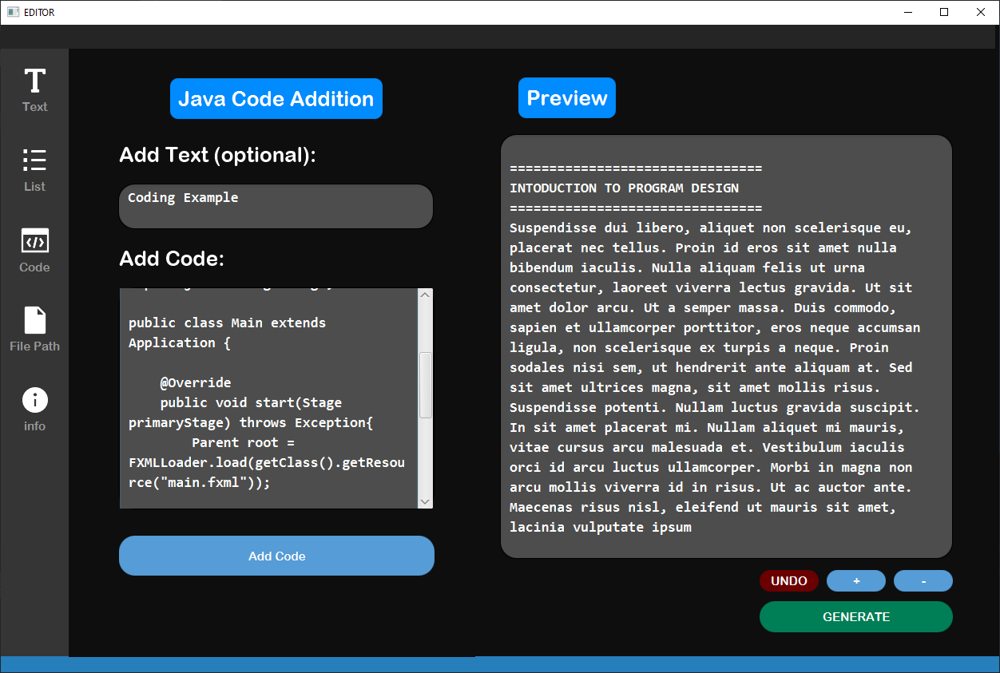 EDITOR
Text
List
Code
File Path
info
Java Code Addition
Add Text (optional):
Coding Example
Add Code:
public class Main extends
Application {
@Override
public void start(Stage
primaryStage) throws Exception{
Parent root =
FXMLLoader.load(getClass().getResou
rce("main.fxml"));
Add Code
Preview
================================
INTODUCTION TO PROGRAM DESIGN
================================
Suspendisse dui libero, aliquet non scelerisque eu,
placerat nec tellus. Proin id eros sit amet nulla
bibendum iaculis. Nulla aliquam felis ut urna
consectetur, laoreet viverra lectus gravida. Ut sit
amet dolor arcu. Ut a semper massa. Duis commodo,
sapien et ullamcorper porttitor, eros neque accumsan
ligula, non scelerisque ex turpis a neque. Proin
sodales nisi sem, ut hendrerit ante aliquam at. Sed
sit amet ultrices magna, sit amet mollis risus.
Suspendisse potenti. Nullam luctus gravida suscipit.
In sit amet placerat mi. Nullam aliquet mi mauris,
vitae cursus arcu malesuada et. Vestibulum iaculis
orci id arcu luctus ullamcorper. Morbi in magna non
arcu mollis viverra id in risus. Ut ac auctor ante.
Maecenas risus nisl, eleifend ut mauris sit amet,
lacinia vulputate ipsum
UNDO
+
-
GENERATE